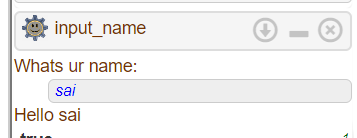 input_name
Whats ur name:
sai
Hello sai
true